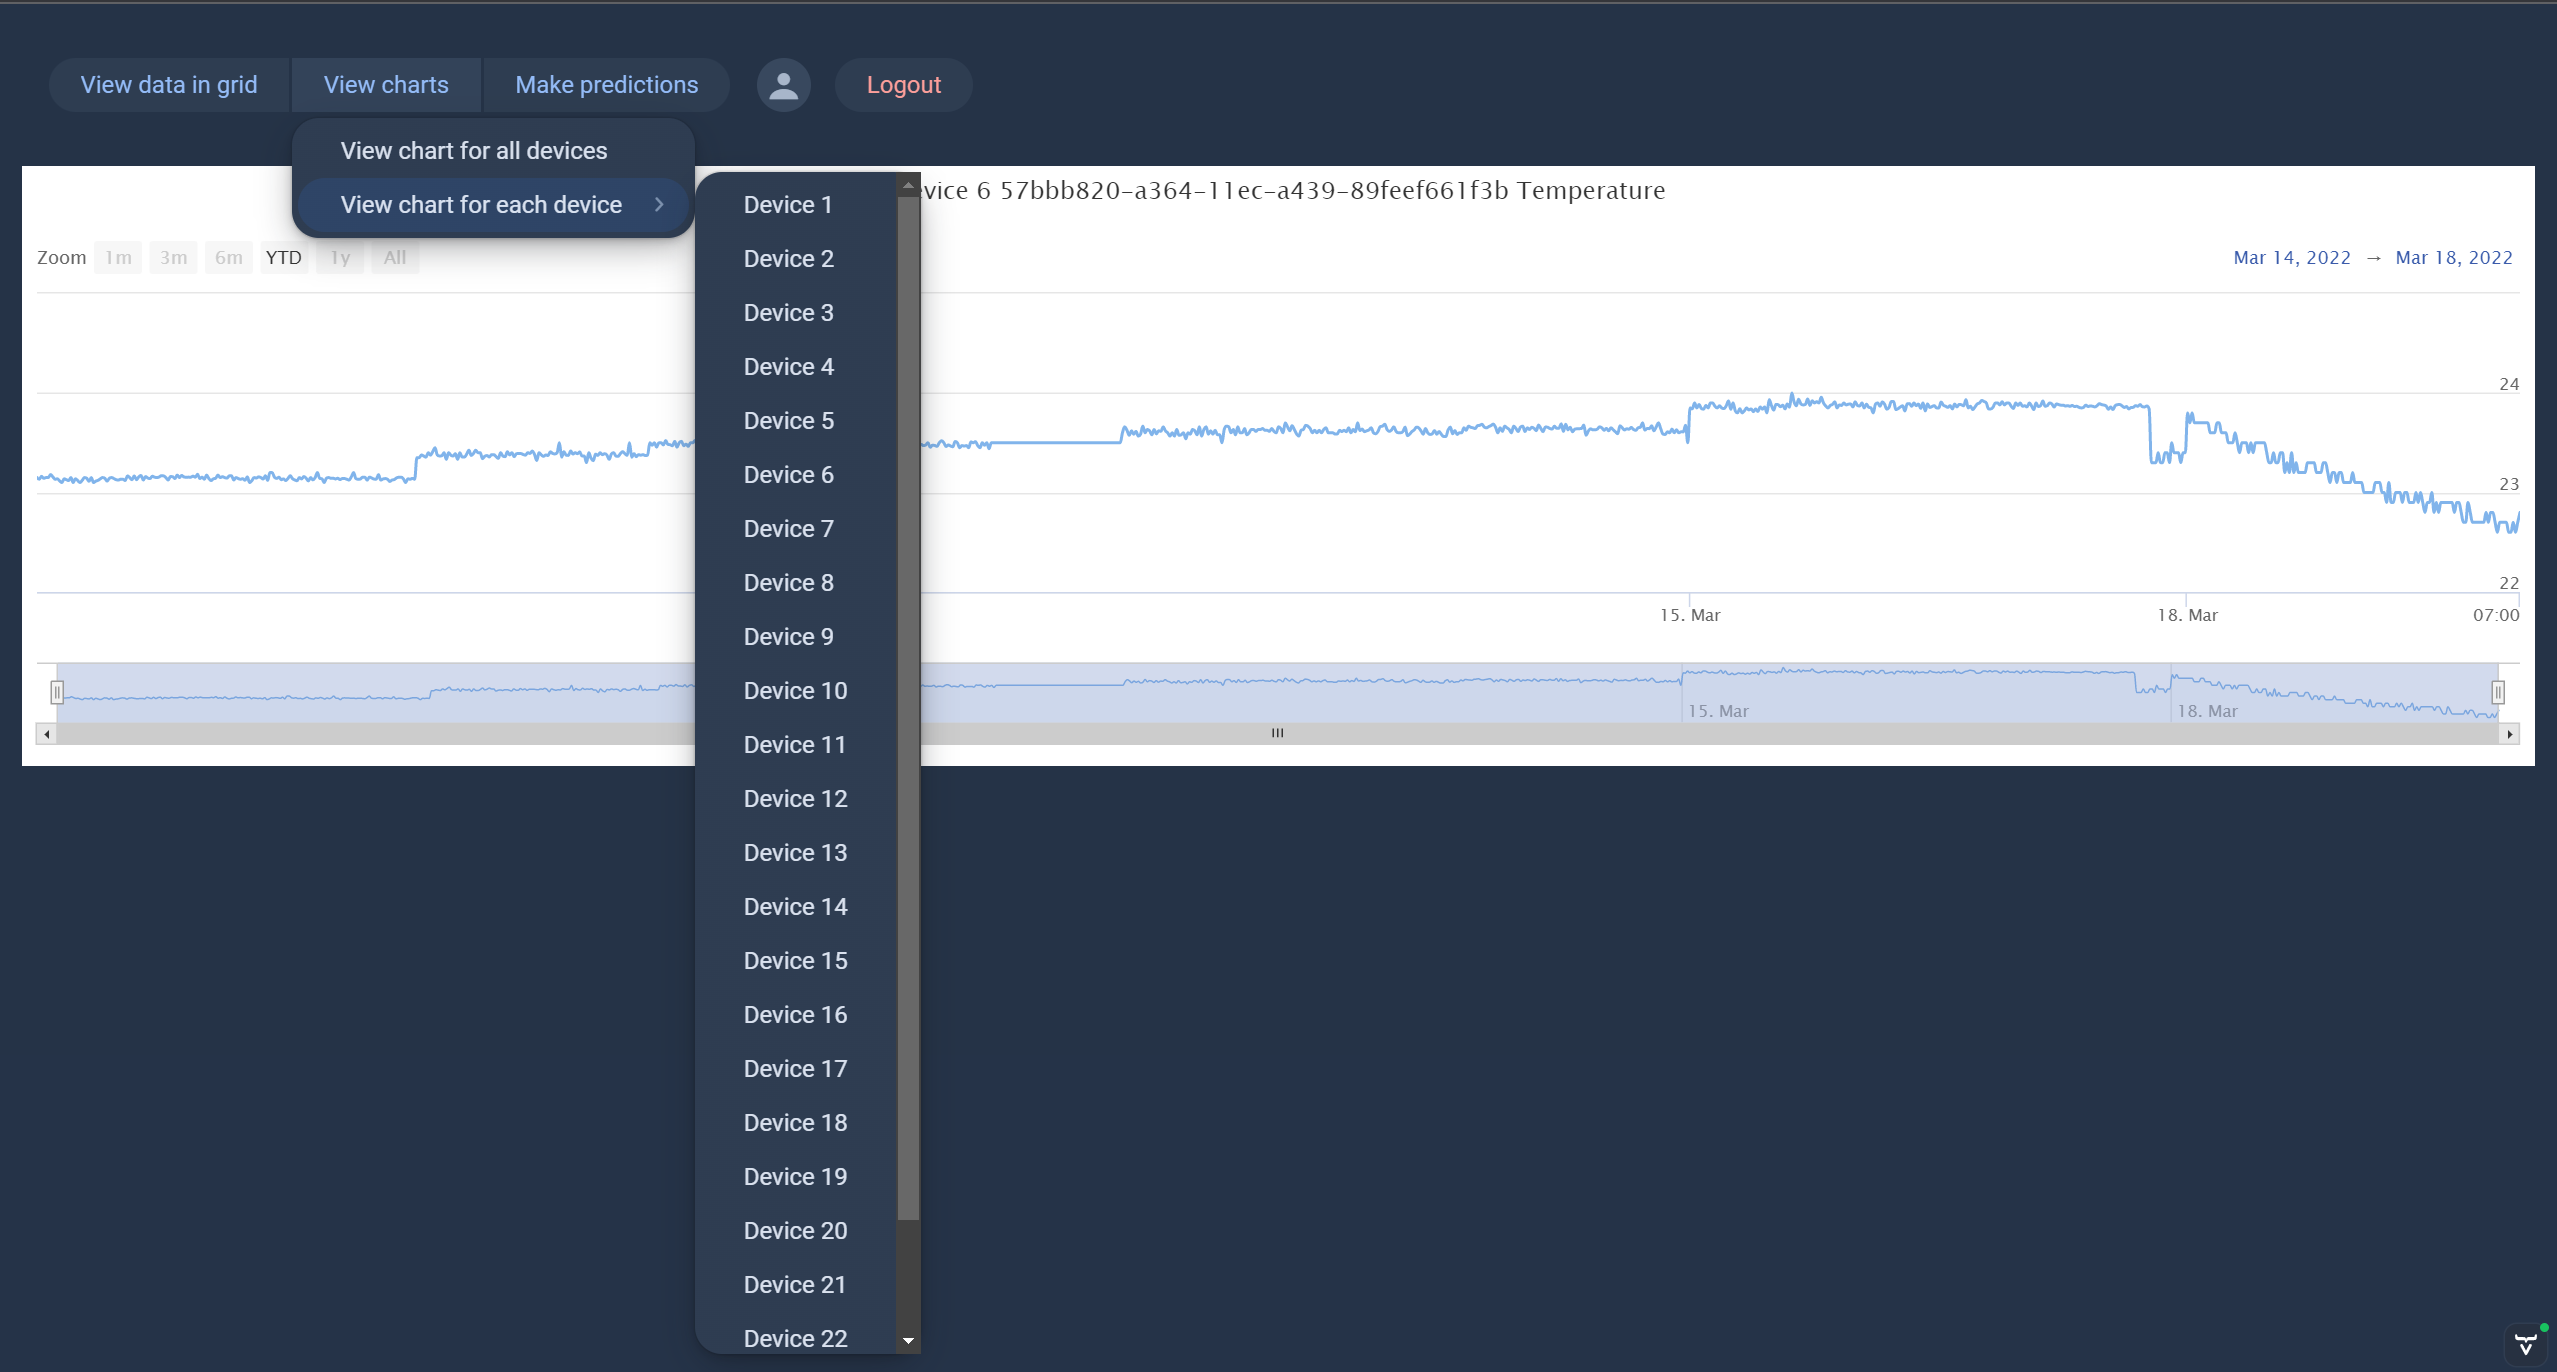 View data in grid
View charts
Make predictions
Logout
View chart for all devices
View chart for each device
vice 6 57bbb820-a364-11ec-a439-89feef661f3b Temperature
Zoom 1m 3m 6m YTD 1y All
Mar 14, 2022 → Mar 18, 2022
Device 1
Device 2
Device 3
Device 4
Device 5
Device 6
Device 7
Device 8
Device 9
Device 10
Device 11
Device 12
Device 13
Device 14
Device 15
Device 16
Device 17
Device 18
Device 19
Device 20
Device 21
Device 22
24
23
22
15. Mar
18. Mar
07:00
15. Mar
18. Mar